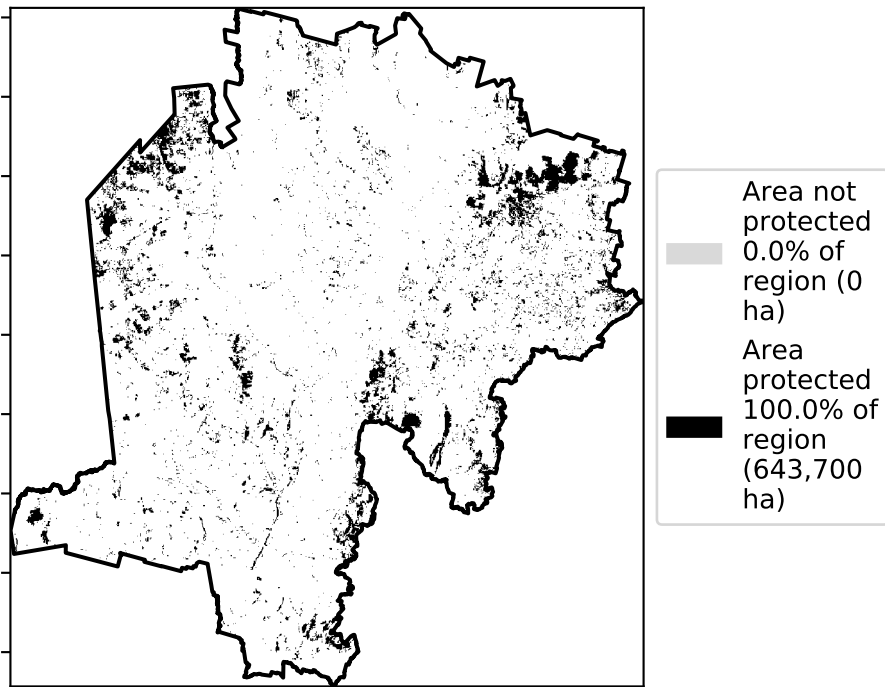 Area not
protected
0.0% of
region (0
ha)
Area
protected
100.0% of
region
(643,700
ha)